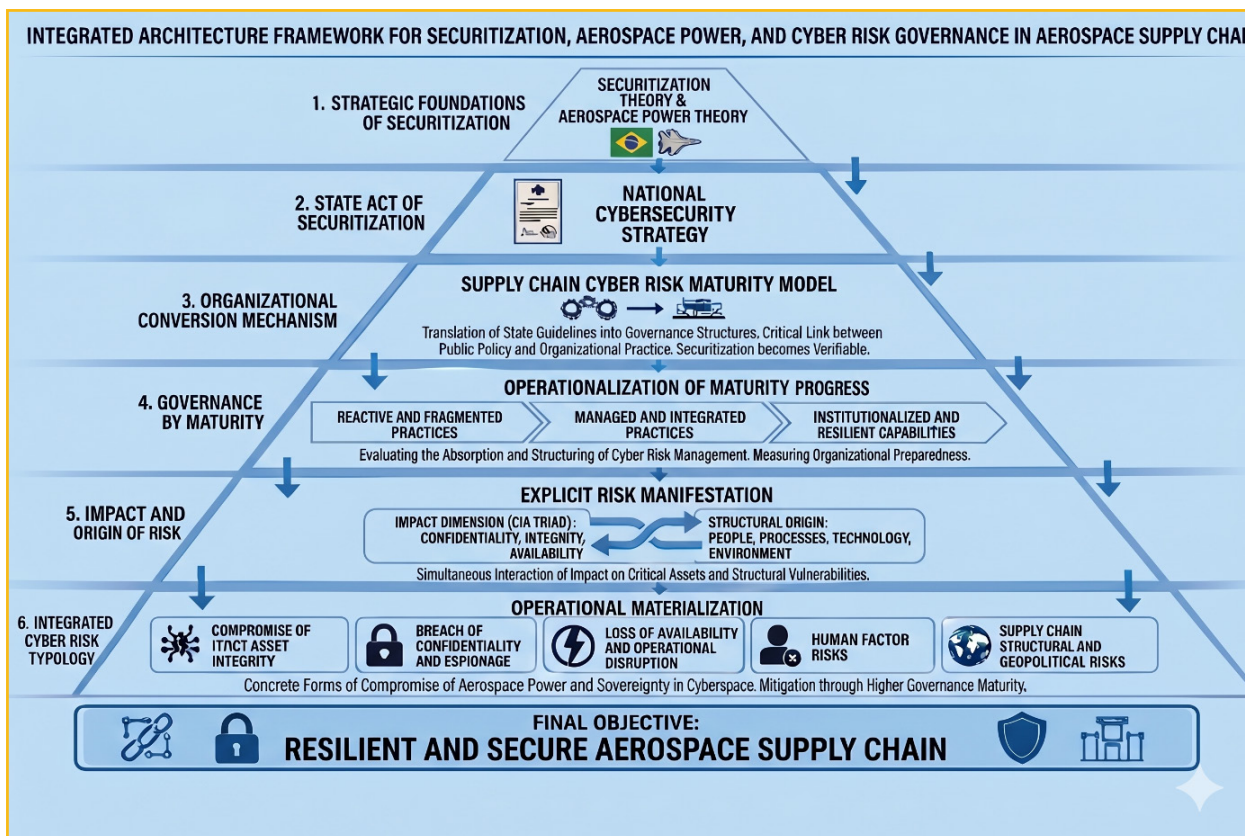 INTEGRATED ARCHITECTURE FRAMEWORK FOR SECURITIZATION, AEROSPACE POWER, AND CYBER RISK GOVERNANCE IN AEROSPACE SUPPLY CHAI
1. STRATEGIC FOUNDATIONS
OF SECURITIZATION
SECURITIZATION
THEORY &
AEROSPACE POWER THEORY
2. STATE ACT OF
SECURITIZATION
NATIONAL
CYBERSECURITY
STRATEGY
3. ORGANIZATIONAL
CONVERSION MECHANISM
SUPPLY CHAIN CYBER RISK MATURITY MODEL
Translation of State Guidelines into Governance Structures. Critical Link between
Public Policy and Organizational Practice. Securitization becomes Verifiable.
4. GOVERNANCE
BY MATURITY
OPERATIONALIZATION OF MATURITY PROGRESS
REACTIVE AND FRAGMENTED
PRACTICES
MANAGED AND INTEGRATED
PRACTICES
INSTITUTIONALIZED AND
RESILIENT CAPABILITIES
Evaluating the Absorption and Structuring of Cyber Risk Management. Measuring Organizational Preparedness.
5. IMPACT AND
ORIGIN OF RISK
EXPLICIT RISK MANIFESTATION
IMPACT DIMENSION (CIA TRIAD):
CONFIDENTIALITY, INTEGRITY,
AVAILABILITY
STRUCTURAL ORIGIN:
PEOPLE, PROCESSES, TECHNOLOGY,
ENVIRONMENT
Simultaneous Interaction of Impact on Critical Assets and Structural Vulnerabilities.
6. INTEGRATED
CYBER RISK
TYPOLOGY
OPERATIONAL MATERIALIZATION
COMPROMISE OF
ASSET
INTEGRITY
BREACH OF
CONFIDENTIALITY
AND ESPIONAGE
LOSS OF AVAILABILITY
AND OPERATIONAL
DISRUPTION
HUMAN FACTOR
RISKS
SUPPLY CHAIN
STRUCTURAL AND
GEOPOLITICAL RISKS
Concrete Forms of Compromise of Aerospace Power and Sovereignty in Cyberspace. Mitigation through Higher Governance Maturity.
FINAL OBJECTIVE:
RESILIENT AND SECURE AEROSPACE SUPPLY CHAIN